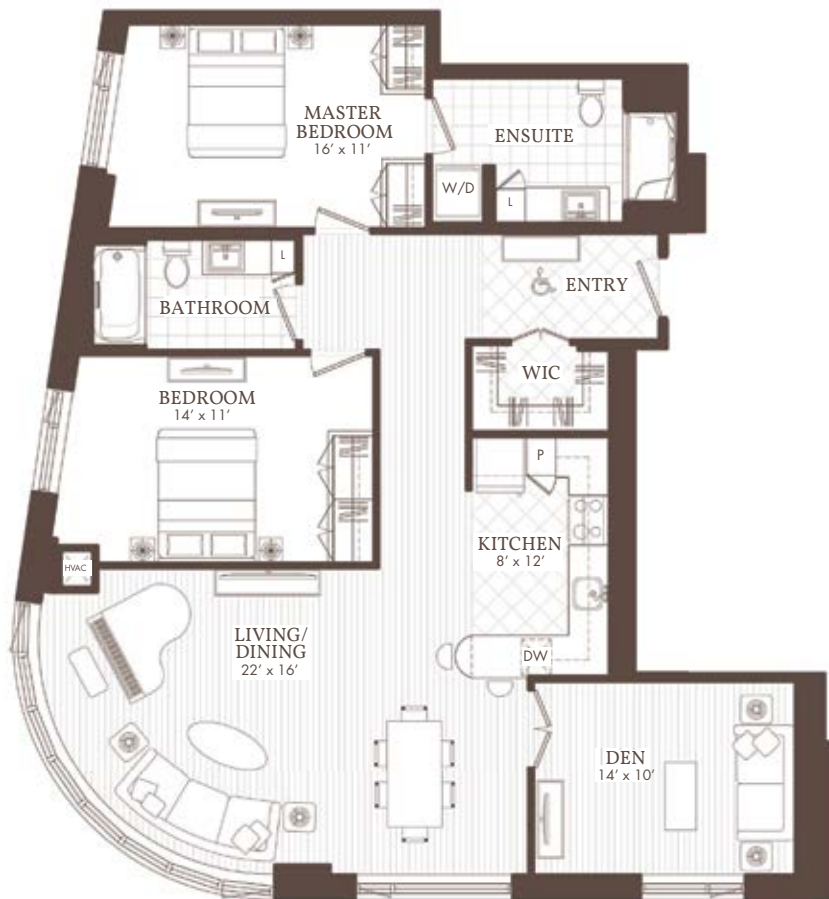 MASTER
BEDROOM
16’ x 11’
ENSUITE
W/D
L
L
BATHROOM
ENTRY
WIC
BEDROOM
14’ x 11’
P
KITCHEN
8’ x 12’
HVAC
LIVING/
DINING
22’ x 16’
DW
DEN
14’ x 10’